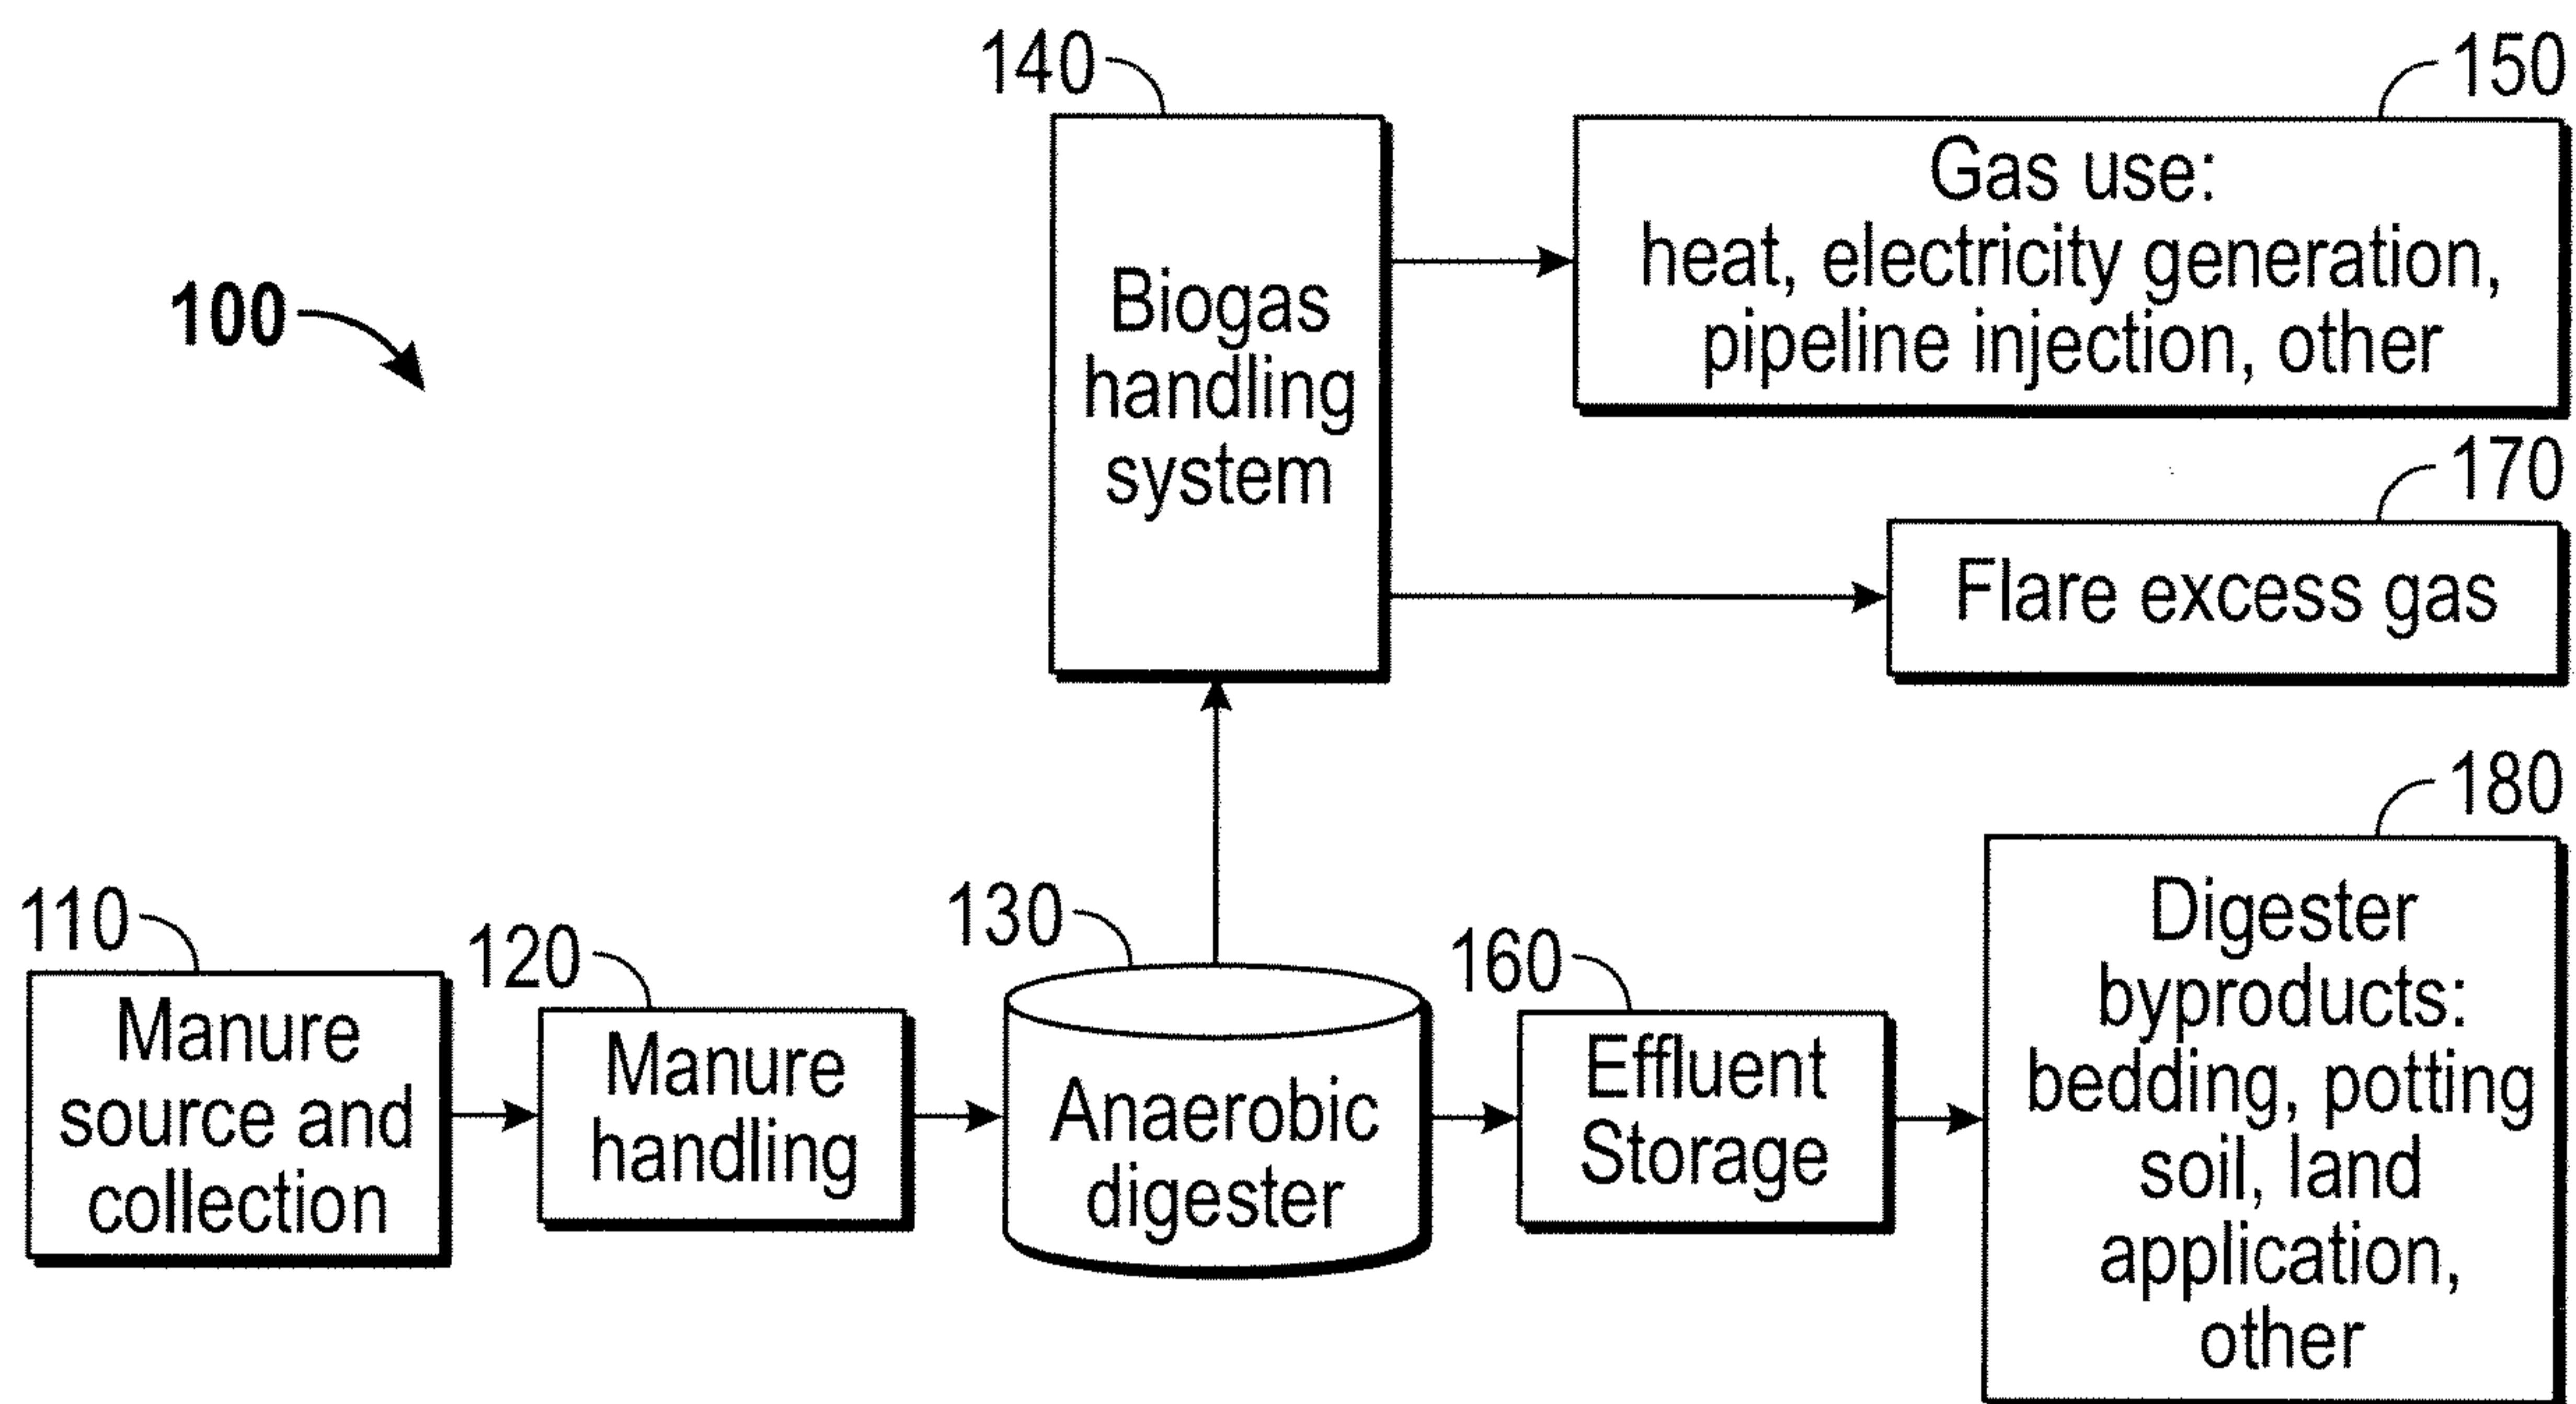 140
150
Biogas
handling
system
Gas use:
heat, electricity generation,
pipeline injection, other
100
170
Flare excess gas
110
Manure
source and
collection
120
Manure
handling
130
Anaerobic
digester
160
Effluent
Storage
180
Digester
byproducts:
bedding, potting
soil, land
application,
other